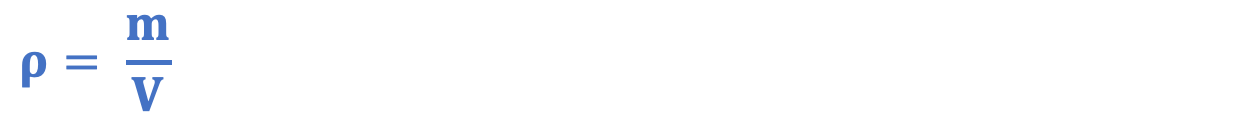 ρ = m/V